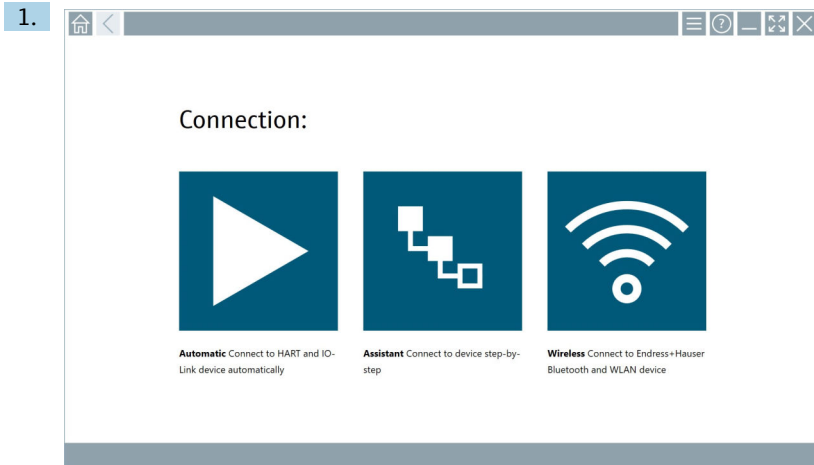 1.
Connection:
Automatic Connect to HART and IO-
Link device automatically
Assistant Connect to device step-by-
step
Wireless Connect to Endress+Hauser
Bluetooth and WLAN device